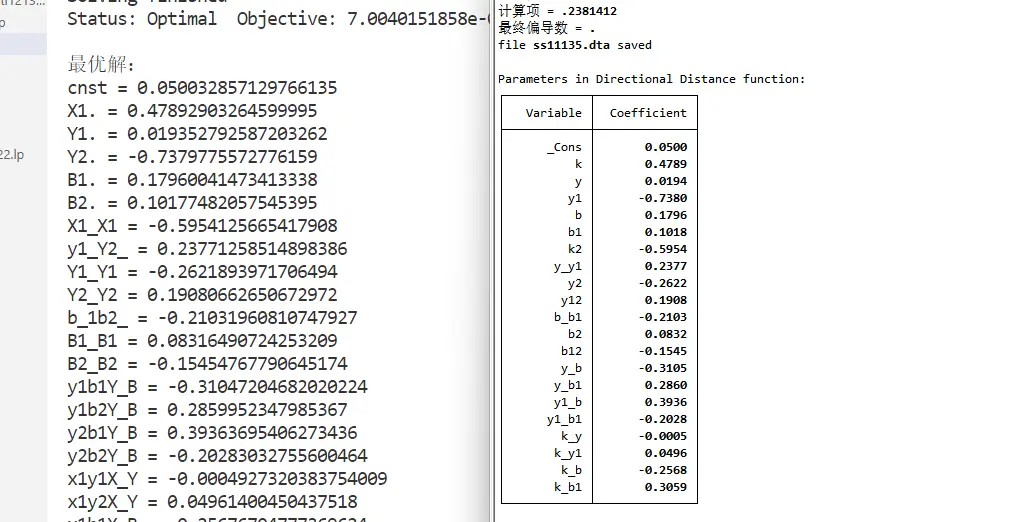 p
22.lp
Status: Optimal Objective: 7.0040151858e-
最优解:
cnst = 0.050032857129766135
X1. = 0.47892903264599995
Y1. = 0.019352792587203262
Y2. = -0.7379775572776159
B1. = 0.17960041473413338
B2. = 0.10177482057545395
X1_X1 = -0.5954125665417908
y1_Y2_ = 0.23771258514898386
Y1_Y1 = -0.2621893971706494
Y2_Y2 = 0.19080662650672972
b_1b2_ = -0.21031960810747927
B1_B1 = 0.08316490724253209
B2_B2 = -0.15454767790645174
y1b1Y_B = -0.31047204682020224
y1b2Y_B = 0.2859952347985367
y2b1Y_B = 0.39363695406273436
y2b2Y_B = -0.20283032755600464
x1y1X_Y = -0.00049273203383754009
x1y2X_Y = 0.04961400450437518
计算项 = .2381412
最终偏导数 = .
file ss11135.dta saved
Parameters in Directional Distance function:
Variable Coefficient
_Cons 0.0500
k 0.4789
y 0.0194
y1 -0.7380
b 0.1796
b1 0.1018
k2 -0.5954
y_y1 0.2377
y2 -0.2622
y12 0.1908
b_b1 -0.2103
b2 0.0832
b12 -0.1545
y_b -0.3105
y_b1 0.2860
y1_b 0.3936
y1_b1 -0.2028
k_y -0.0005
k_y1 0.0496
k_b -0.2568
k_b1 0.3059